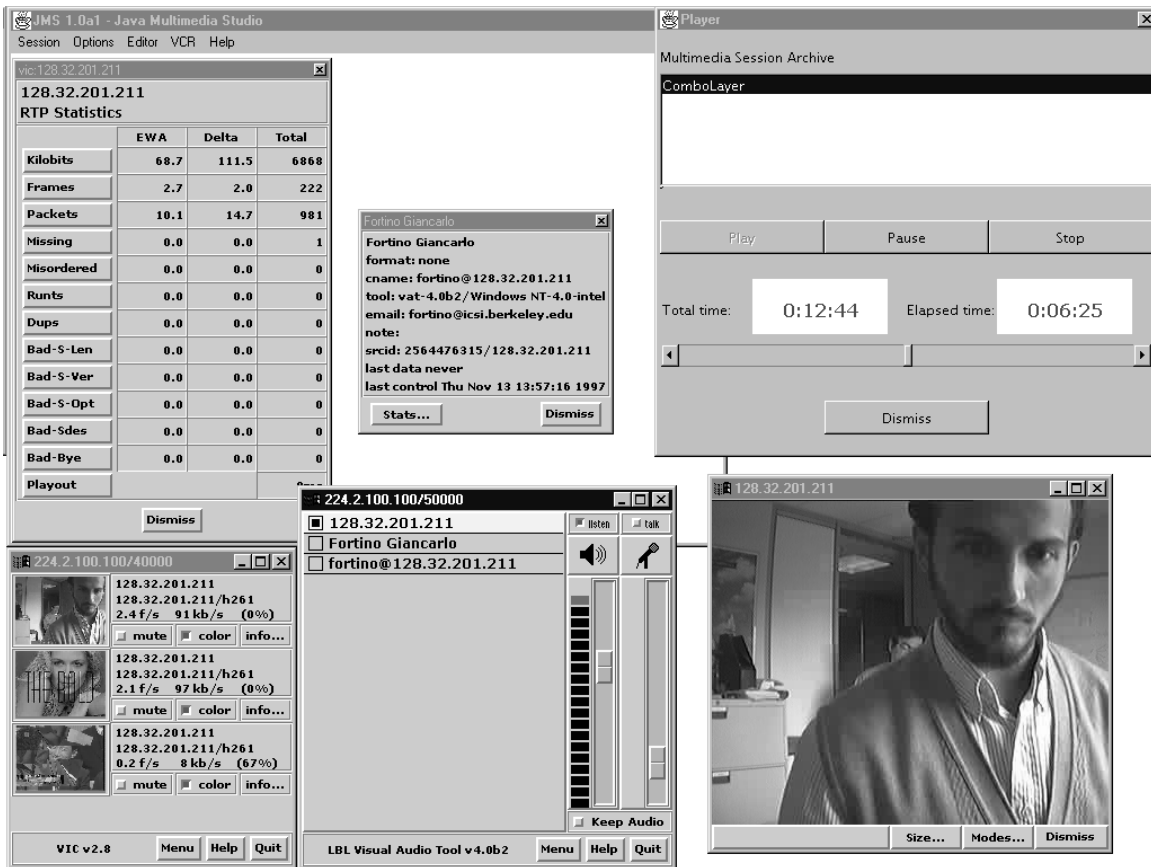 JMS 1.0a1 - Java Multimedia Studio
Session Options Editor VCR Help
vic:128.32.201.211
128.32.201.211
RTP Statistics
EWA Delta Total
Kilobits 68.7 111.5 6868
Frames 2.7 2.0 222
Packets 10.1 14.7 981
Missing 0.0 0.0 1
Misordered 0.0 0.0 0
Runts 0.0 0.0 0
Dups 0.0 0.0 0
Bad-S-Len 0.0 0.0 0
Bad-S-Ver 0.0 0.0 0
Bad-S-Opt 0.0 0.0 0
Bad-Sdes 0.0 0.0 0
Bad-Bye 0.0 0.0 0
Playout
Dismiss
Fortino Giancarlo
Fortino Giancarlo
format: none
cname: fortino@128.32.201.211
tool: vat-4.0b2/Windows NT-4.0-intel
email: fortino@icsi.berkeley.edu
note:
srcid: 2564476315/128.32.201.211
last data never
last control Thu Nov 13 13:57:16 1997
Stats... Dismiss
Player
Multimedia Session Archive
ComboLayer
Play Pause Stop
Total time: 0:12:44 Elapsed time: 0:06:25
Dismiss
224.2.100.100/40000
128.32.201.211
128.32.201.211/h261
2.4 f/s 91 kb/s (0%)
mute color info...
128.32.201.211
128.32.201.211/h261
2.1 f/s 97 kb/s (0%)
mute color info...
128.32.201.211
128.32.201.211/h261
0.2 f/s 8 kb/s (67%)
mute color info...
VIC v2.8 Menu Help Quit
224.2.100.100/50000
128.32.201.211
Fortino Giancarlo
fortino@128.32.201.211
listen talk
Keep Audio
LBL Visual Audio Tool v4.0b2 Menu Help Quit
128.32.201.211
Size... Modes... Dismiss